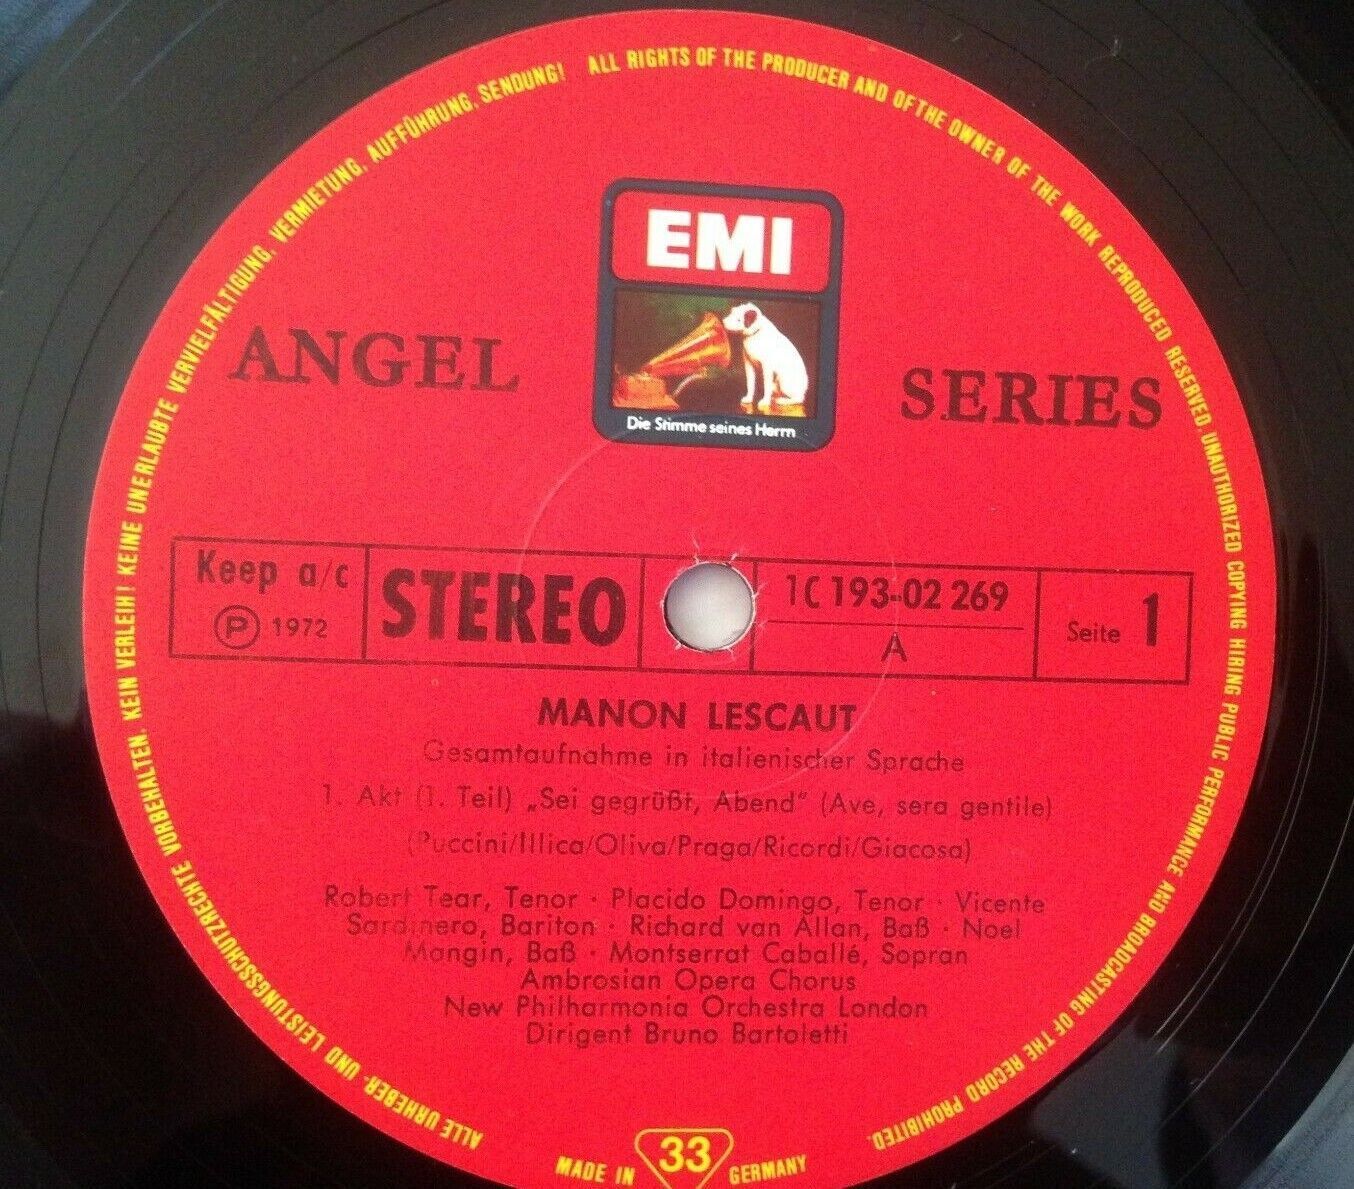 ALLE URHEBER- UND LEISTUNGSSCHUTZRECHTE VORBEHALTEN. KEIN VERLEIH! KEINE UNERLAUBTE VERVIELFÄLTIGUNG, VERMIETUNG, AUFFÜHRUNG, SENDUNG!
ALL RIGHTS OF THE PRODUCER AND OF THE OWNER OF THE WORK REPRODUCED RESERVED UNAUTHORIZED COPYING HIRING PUBLIC PERFORMANCE AND BROADCASTING OF THE RECORD PROHIBITED.
EMI
Die Stimme seines Herrn
ANGEL SERIES
Keep a/c
Ⓟ 1972
STEREO
1C 193-02 269
A
Seite 1
MANON LESCAUT
Gesamtaufnahme in italienischer Sprache
1. Akt (1. Teil) „Sei gegrüßt, Abend“ (Ave, sera gentile)
(Puccini/Illica/Oliva/Praga/Ricordi/Giacosa)
Robert Tear, Tenor · Placido Domingo, Tenor · Vicente
Sardinero, Bariton · Richard van Allan, Baß · Noel
Mangin, Baß · Montserrat Caballé, Sopran
Ambrosian Opera Chorus
New Philharmonia Orchestra London
Dirigent Bruno Bartoletti
MADE IN 33 GERMANY